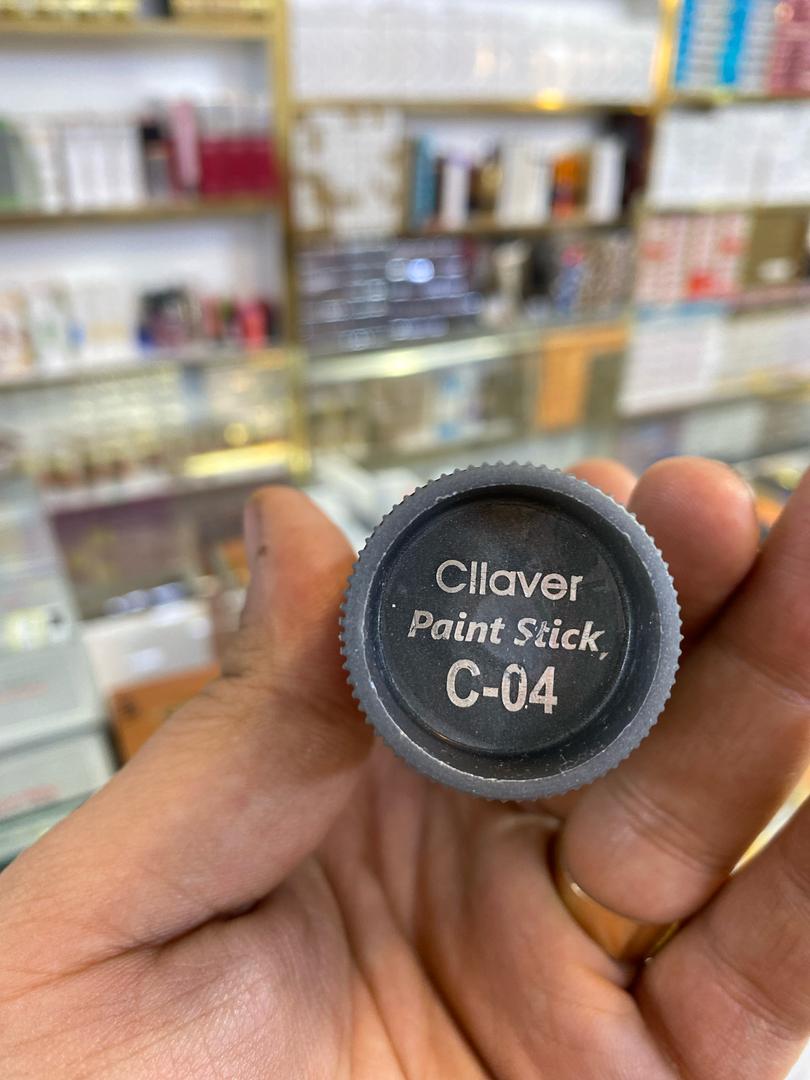 Cllaver
Paint Stick,
C-04